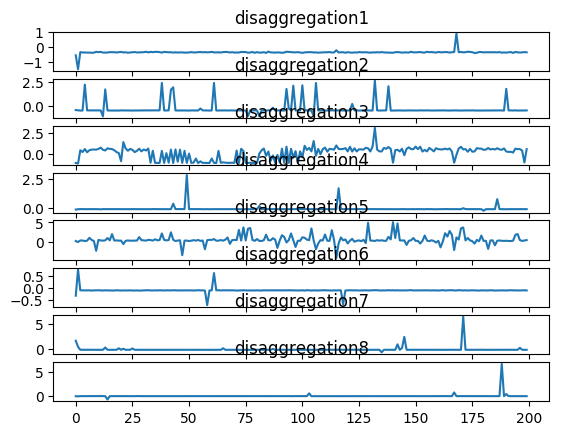 disaggregation1
1
0
−1
disaggregation2
2.5
0.0
disaggregation3
2.5
0.0
disaggregation4
2.5
0.0
disaggregation5
5
0
disaggregation6
0.5
0.0
−0.5
disaggregation7
5
0
disaggregation8
5
0
0 25 50 75 100 125 150 175 200